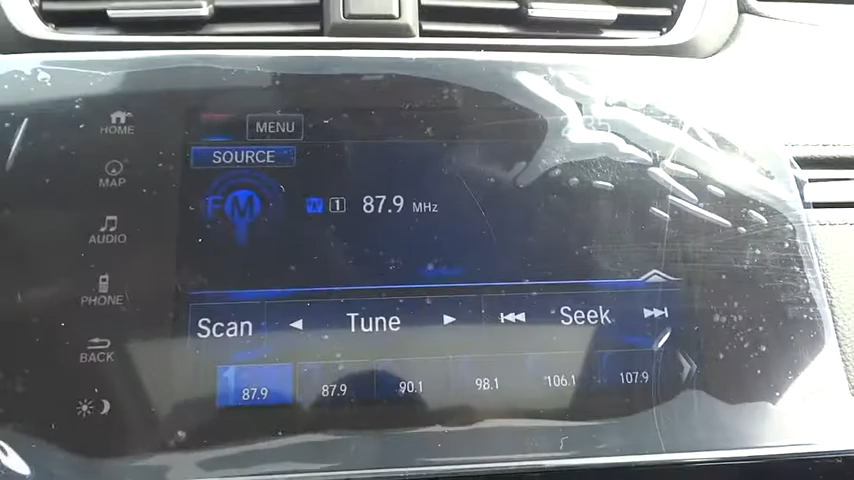 HOME
MENU
SOURCE
MAP
FM
1 87.9 MHz
AUDIO
PHONE
Scan Tune Seek
BACK
87.9 87.9 90.1 98.1 106.1 107.9